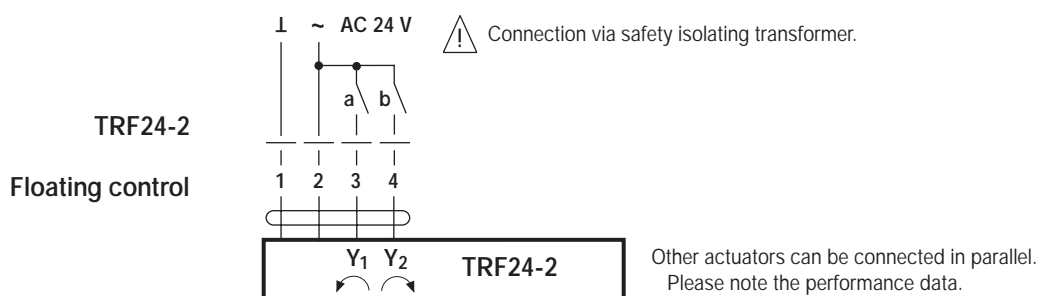 ⊥ ~ AC 24 V
Connection via safety isolating transformer.
a b
TRF24-2
Floating control
1 2 3 4
Y1 Y2
TRF24-2
Other actuators can be connected in parallel.
Please note the performance data.